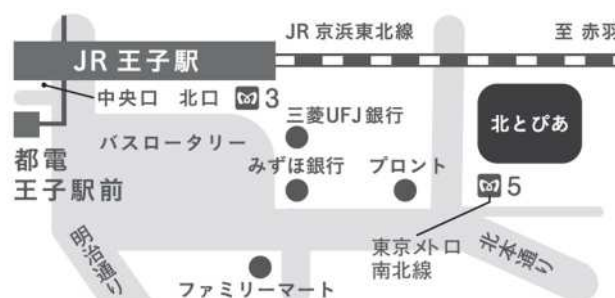 JR 京浜東北線
至 赤羽
JR 王子駅
中央口 北口 3
三菱UFJ銀行
北とぴあ
バスロータリー
都電
王子駅前
みずほ銀行
プロント
5
明治通り
東京メトロ
南北線
北本通り
ファミリーマート